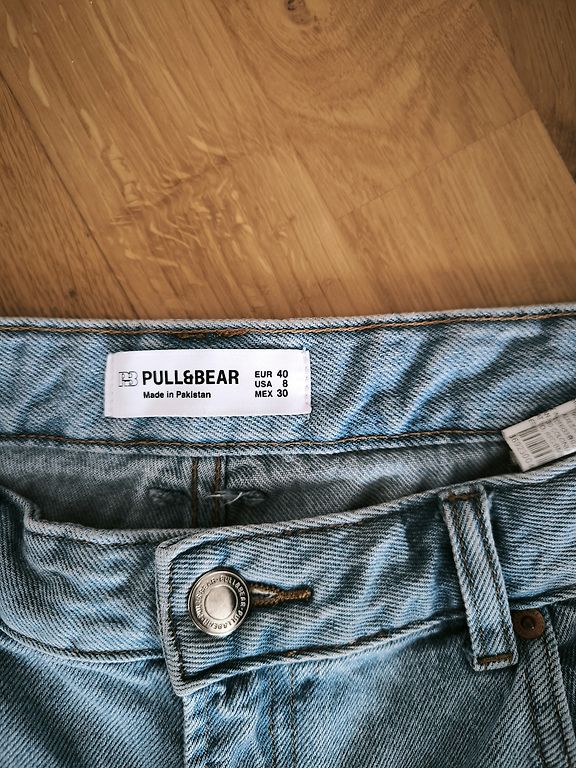 PULL&BEAR
Made in Pakistan
EUR 40
USA 8
MEX 30
PULL&BEAR